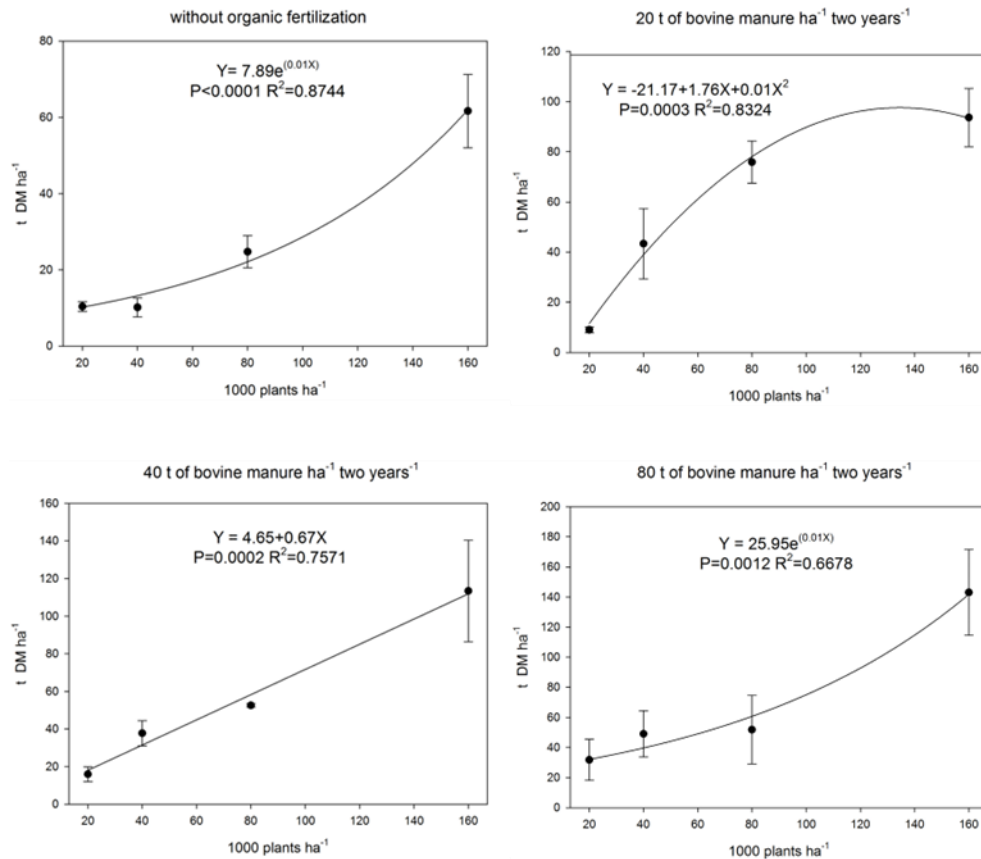 without organic fertilization
80
60
40
20
0
t DM ha⁻¹
Y= 7.89e⁽⁰·⁰¹ˣ⁾
P<0.0001 R²=0.8744
20 40 60 80 100 120 140 160
1000 plants ha⁻¹
20 t of bovine manure ha⁻¹ two years⁻¹
120
100
80
60
40
20
0
t DM ha⁻¹
Y = -21.17+1.76X+0.01X²
P=0.0003 R²=0.8324
20 40 60 80 100 120 140 160
1000 plants ha⁻¹
40 t of bovine manure ha⁻¹ two years⁻¹
160
140
120
100
80
60
40
20
0
t DM ha⁻¹
Y = 4.65+0.67X
P=0.0002 R²=0.7571
20 40 60 80 100 120 140 160
1000 plants ha⁻¹
80 t of bovine manure ha⁻¹ two years⁻¹
200
180
160
140
120
100
80
60
40
20
0
t DM ha⁻¹
Y = 25.95e⁽⁰·⁰¹ˣ⁾
P=0.0012 R²=0.6678
20 40 60 80 100 120 140 160
1000 plants ha⁻¹